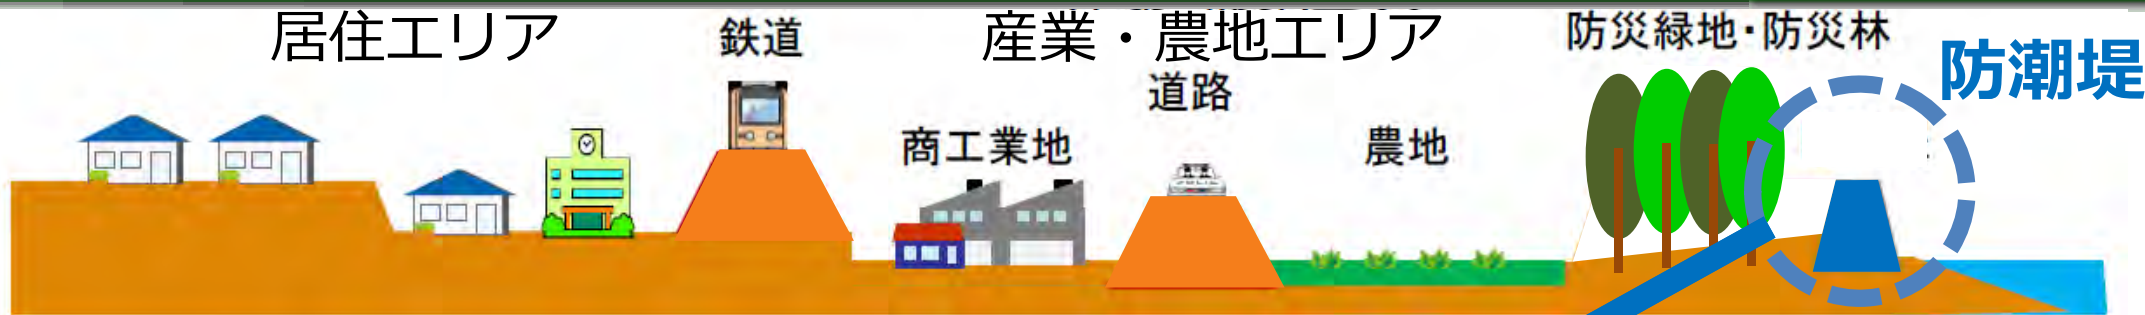 居住エリア
鉄道
産業・農地エリア
防災緑地・防災林
防潮堤
道路
商工業地
農地